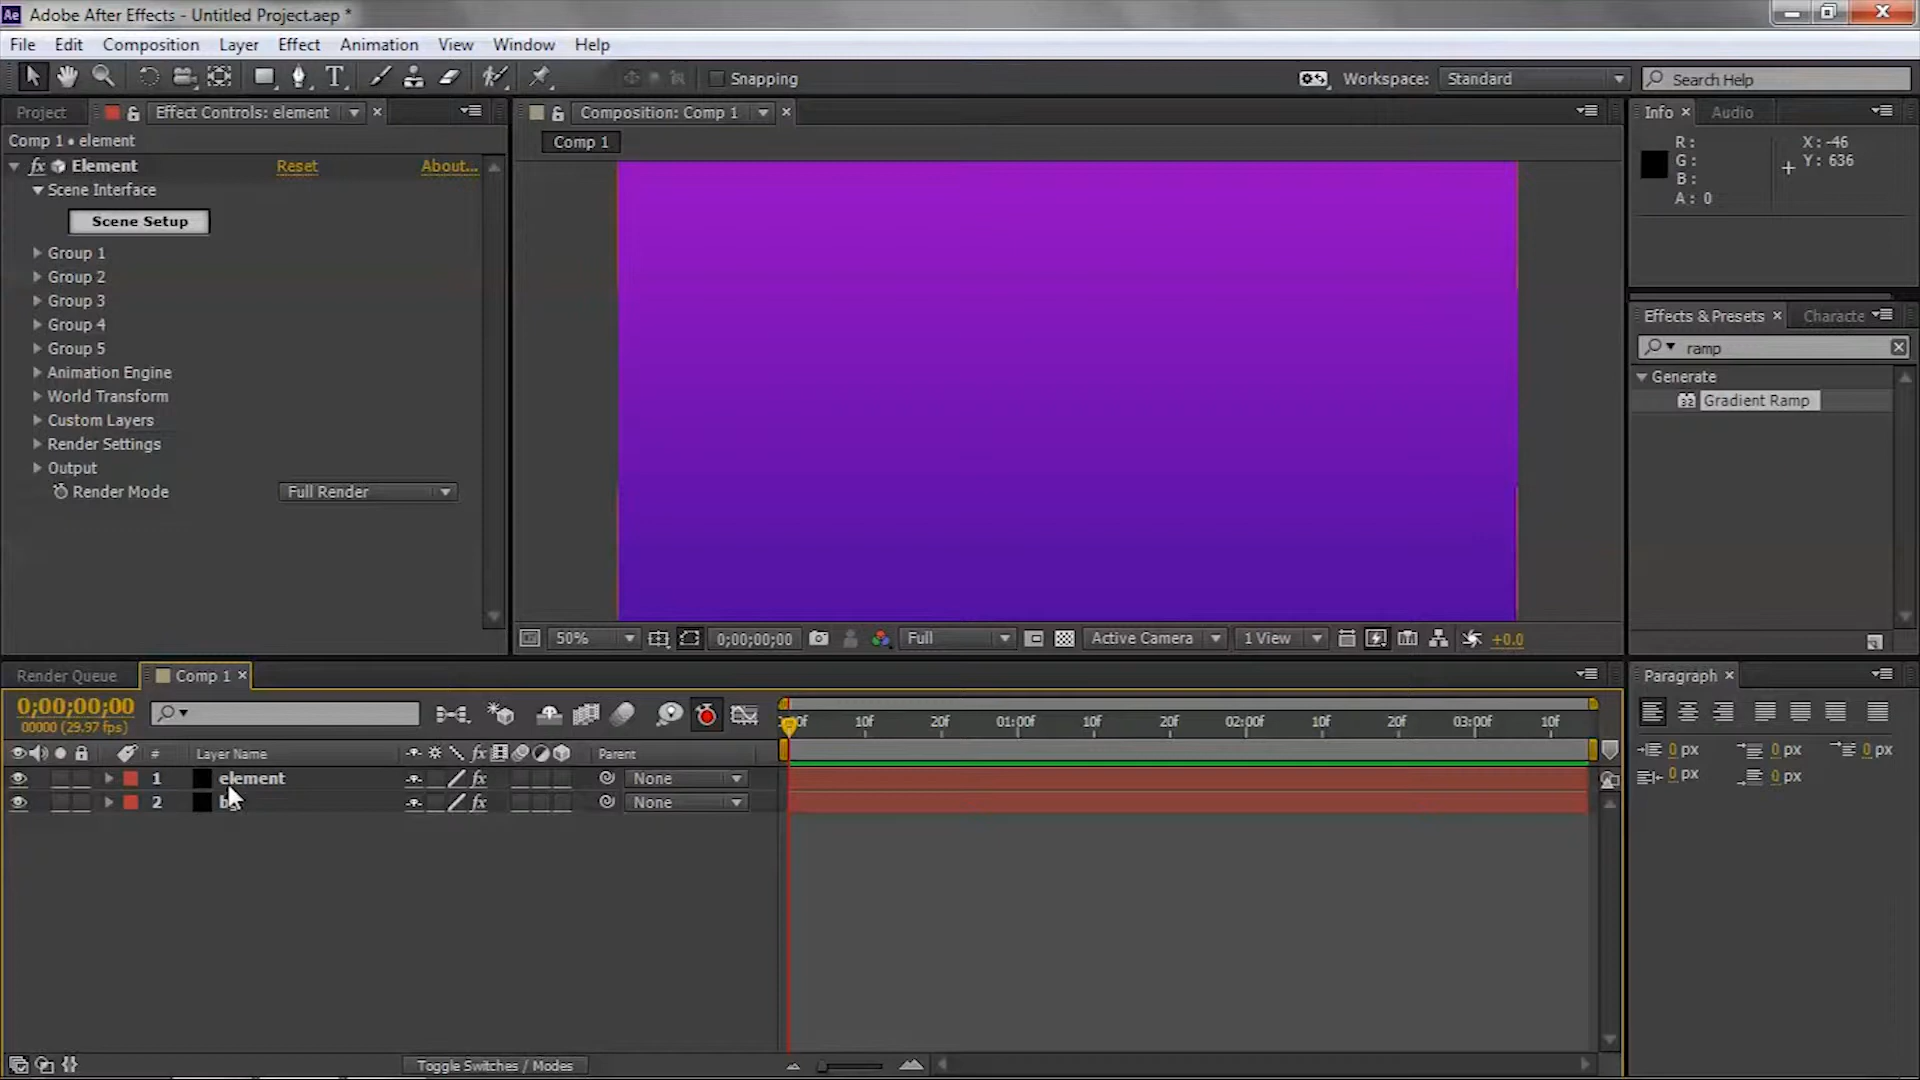 Ae Adobe After Effects - Untitled Project.aep *
File Edit Composition Layer Effect Animation View Window Help
Snapping
Workspace: Standard
Search Help
Project
Effect Controls: element
Composition: Comp 1
Info
Audio
Comp 1 • element
Comp 1
R:
G:
B:
A: 0
X: -46
Y: 636
fx Element
Reset
About...
Scene Interface
Scene Setup
Group 1
Group 2
Group 3
Group 4
Group 5
Animation Engine
World Transform
Custom Layers
Render Settings
Output
Render Mode
Full Render
Effects & Presets
Characte
ramp
Generate
32 Gradient Ramp
50%
0;00;00;00
Full
Active Camera
1 View
+0.0
Render Queue
Comp 1
Paragraph
0;00;00;00
00000 (29.97 fps)
10f 20f 01:00f 10f 20f 02:00f 10f 20f 03:00f 10f
# Layer Name
fx
Parent
1 element
fx
None
2
fx
None
0 px 0 px 0 px
0 px 0 px
Toggle Switches / Modes